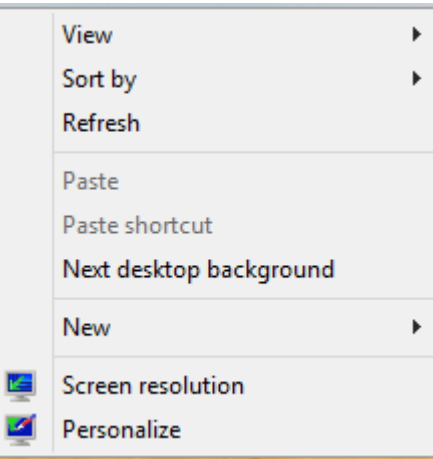 View
Sort by
Refresh
Paste
Paste shortcut
Next desktop background
New
Screen resolution
Personalize